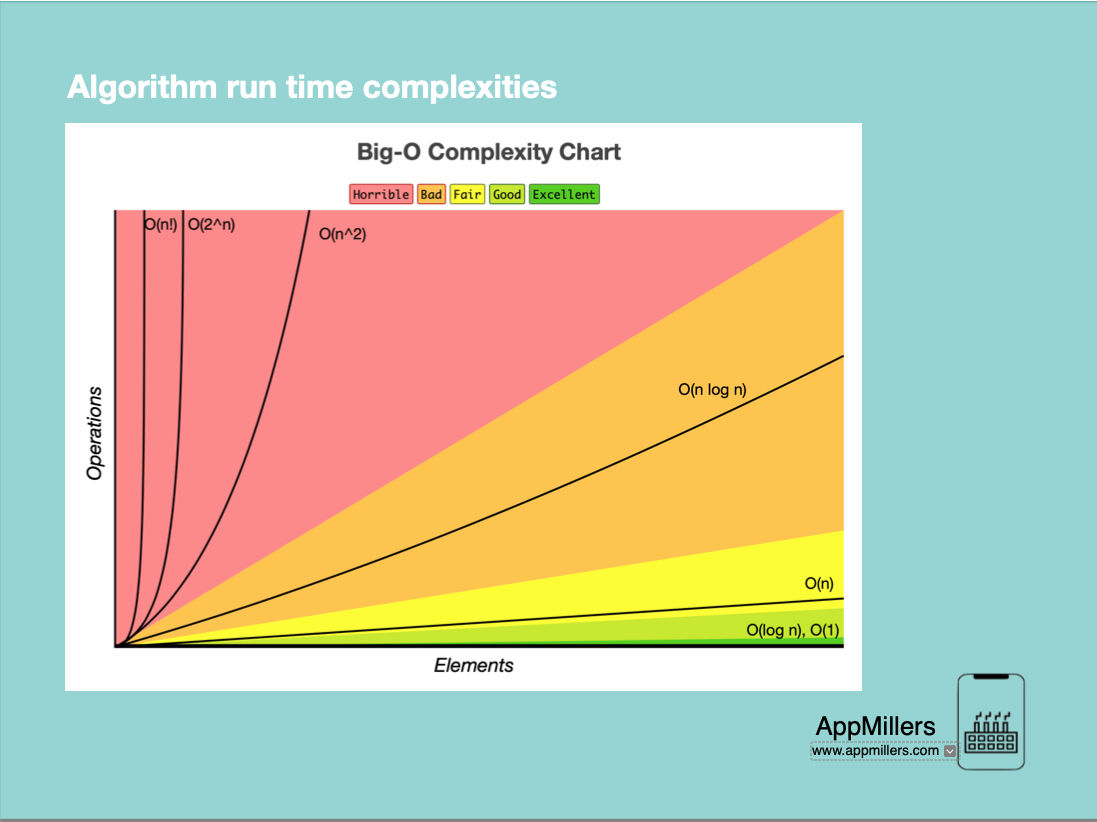 Algorithm run time complexities
Big-O Complexity Chart
Horrible Bad Fair Good Excellent
O(n!) O(2^n)
O(n^2)
O(n log n)
O(n)
O(log n), O(1)
Operations
Elements
AppMillers
www.appmillers.com